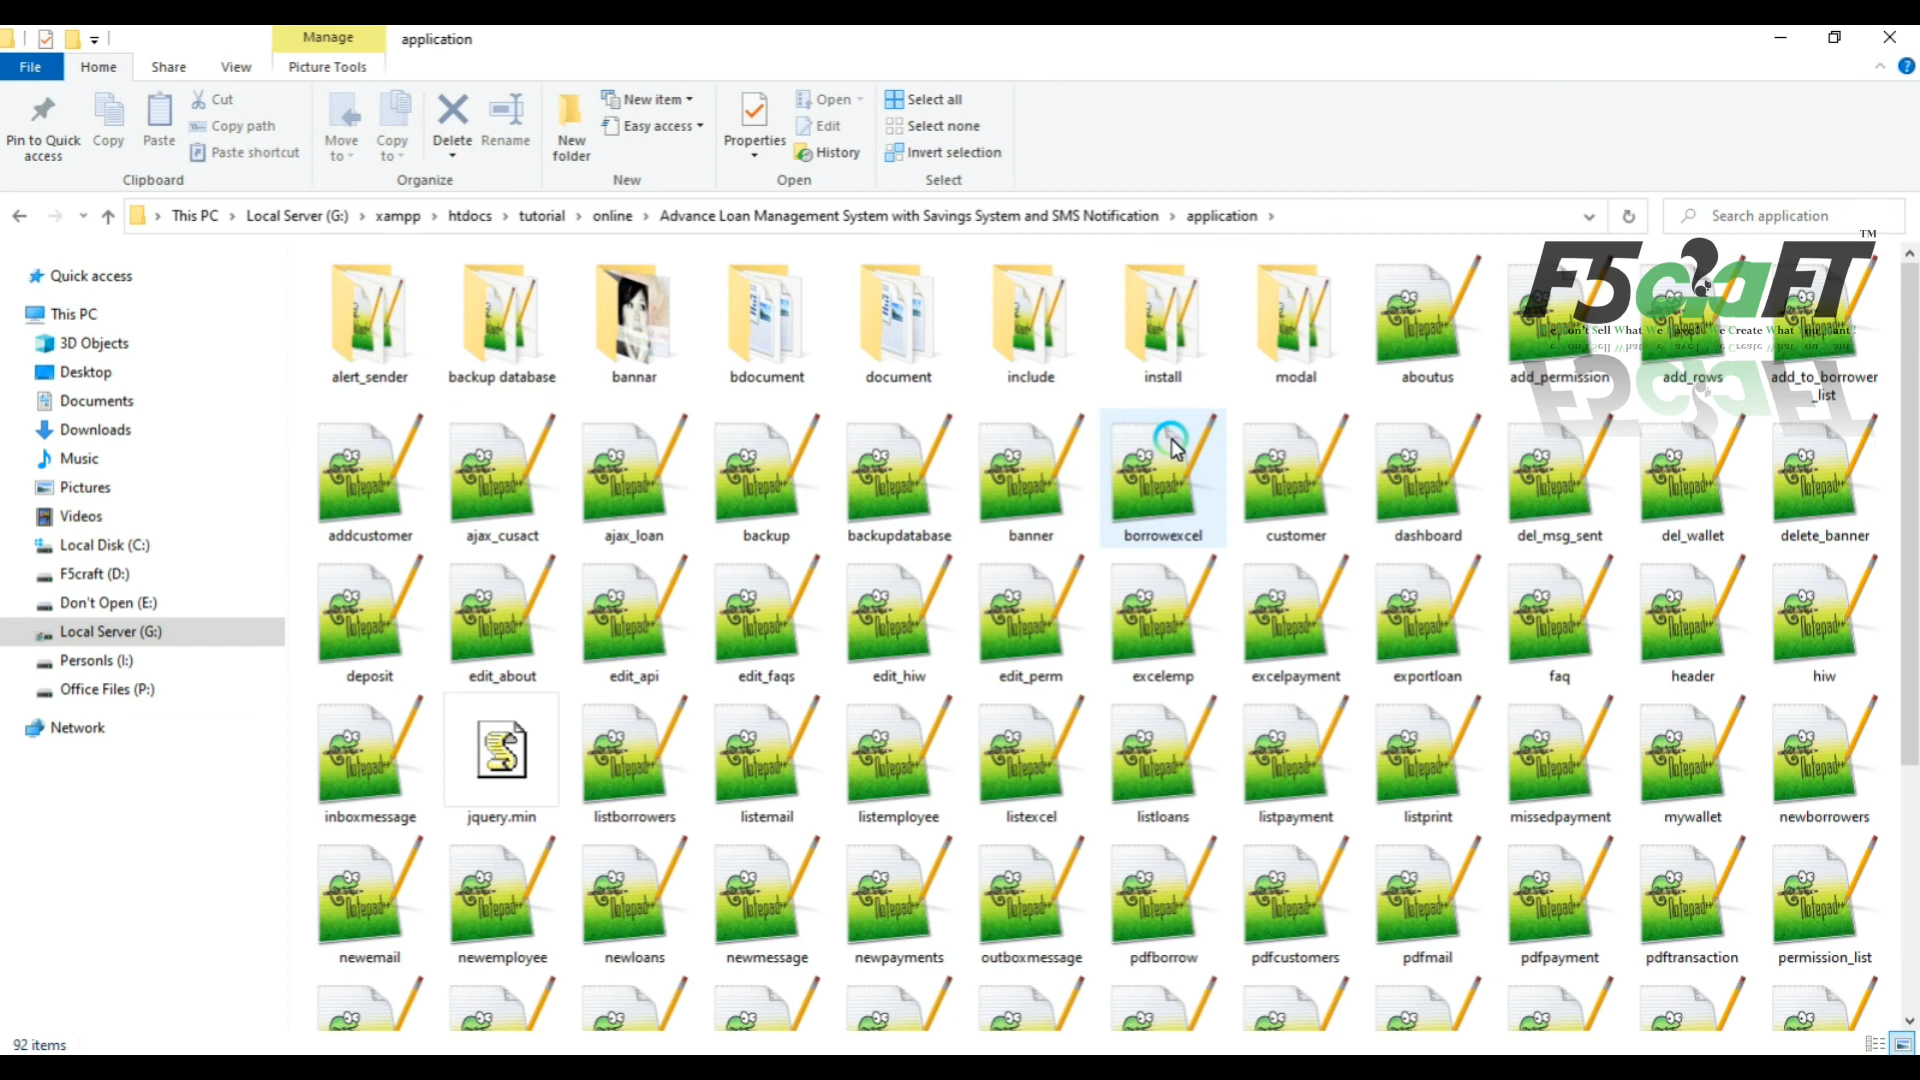 Manage
application
File
Home
Share
View
Picture Tools
Pin to Quick
access
Copy
Paste
Cut
Copy path
Paste shortcut
Clipboard
Move
to
Copy
to
Delete
Rename
Organize
New
folder
New item
Easy access
New
Properties
Open
Edit
History
Open
Select all
Select none
Invert selection
Select
This PC
Local Server (G:)
xampp
htdocs
tutorial
online
Advance Loan Management System with Savings System and SMS Notification
application
Search application
TM
F5craFT
Quick access
This PC
3D Objects
Desktop
Documents
Downloads
Music
Pictures
Videos
Local Disk (C:)
F5craft (D:)
Don't Open (E:)
Local Server (G:)
Personls (I:)
Office Files (P:)
Network
alert_sender
backup database
bannar
bdocument
document
include
install
modal
aboutus
add_permission
add_rows
add_to_borrower
_list
addcustomer
ajax_cusact
ajax_loan
backup
backupdatabase
banner
borrowexcel
customer
dashboard
del_msg_sent
del_wallet
delete_banner
deposit
edit_about
edit_api
edit_faqs
edit_hiw
edit_perm
excelemp
excelpayment
exportloan
faq
header
hiw
inboxmessage
jquery.min
listborrowers
listemail
listemployee
listexcel
listloans
listpayment
listprint
missedpayment
mywallet
newborrowers
newemail
newemployee
newloans
newmessage
newpayments
outboxmessage
pdfborrow
pdfcustomers
pdfmail
pdfpayment
pdftransaction
permission_list
92 items